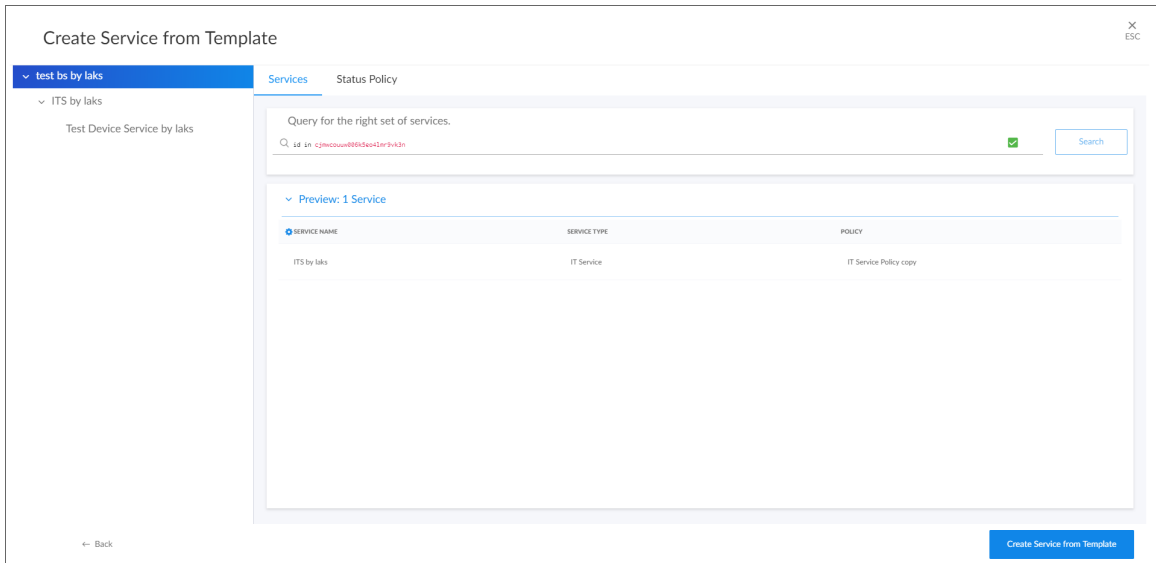 Create Service from Template
ESC
test bs by laks
ITS by laks
Test Device Service by laks
Services Status Policy
Query for the right set of services.
id in
Search
Preview: 1 Service
SERVICE NAME SERVICE TYPE POLICY
ITS by laks IT Service IT Service Policy copy
← Back
Create Service from Template